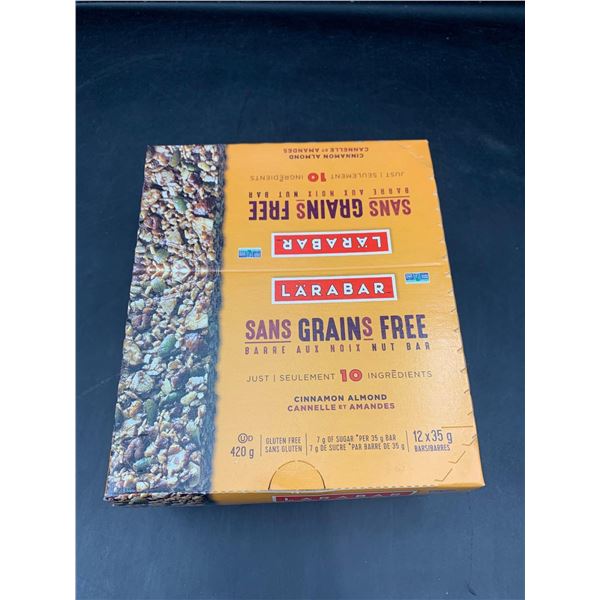 CINNAMON ALMOND
CANNELLE ET AMANDES
JUST | SEULEMENT 10 INGRĒDIENTS
BARRE AUX NOIX NUT BAR
SANS GRAINS FREE
LÄRABAR
LÄRABAR
SANS GRAINS FREE
BARRE AUX NOIX NUT BAR
JUST | SEULEMENT 10 INGRĒDIENTS
CINNAMON ALMOND
CANNELLE ET AMANDES
UD
420 g
GLUTEN FREE
SANS GLUTEN
7 g OF SUGAR *PER 35 g BAR
7 g DE SUCRE *PAR BARRE DE 35 g
12 x 35 g
BARS/BARRES
LÄRABAR